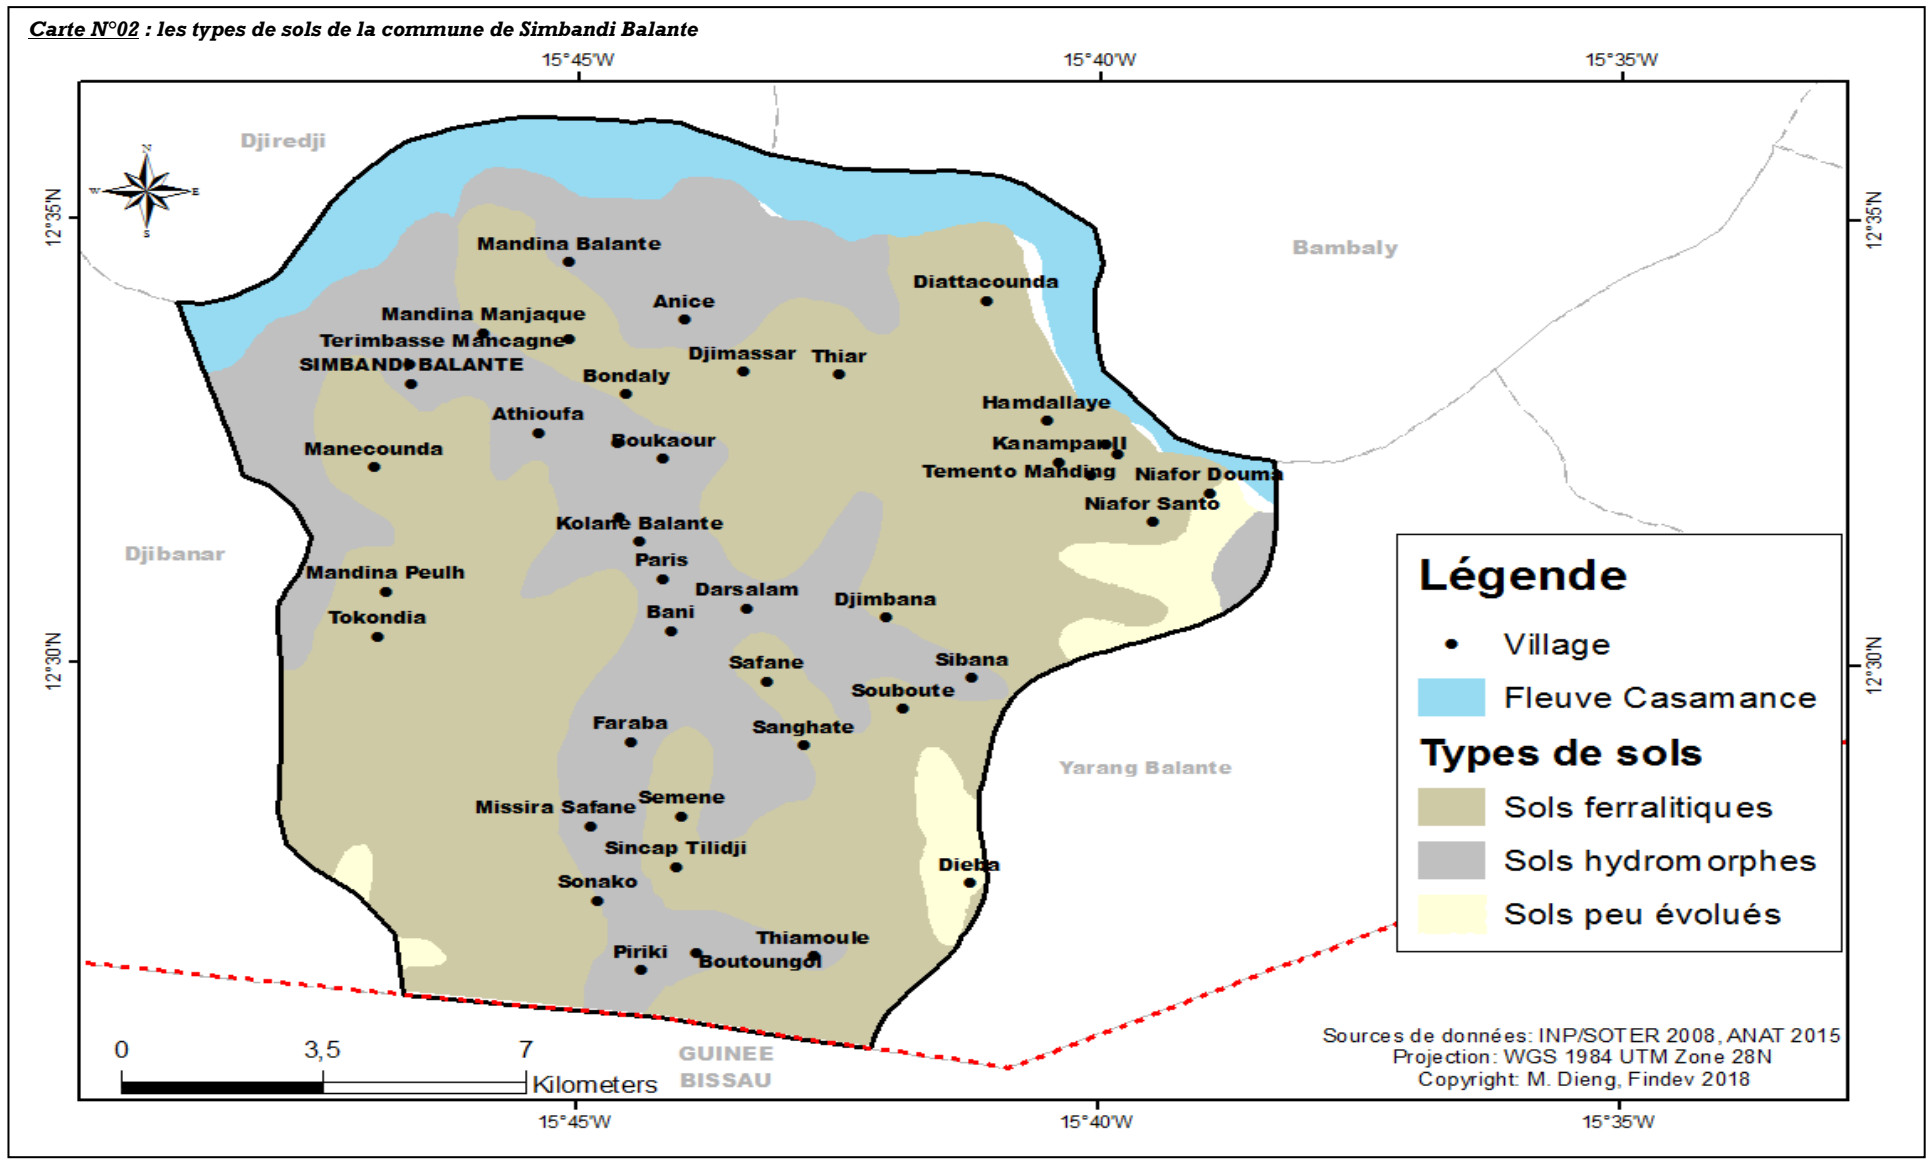 Carte N°02 : les types de sols de la commune de Simbandi Balante
15°45'W
15°40'W
15°35'W
Djiredji
N
W
E
S
12°35'N
12°35'N
Bambaly
Mandina Balante
Diattacounda
Anice
Mandina Manjaque
Terimbasse Mancagne
Djimassar
Thiar
SIMBANDI BALANTE
Bondaly
Hamdallaye
Athioufa
Boukaour
Kanampar II
Manecounda
Temento Manding
Niafor Douma
Niafor Santo
Kolane Balante
Djibanar
Paris
Mandina Peulh
Darsalam
Djimbana
Bani
Tokondia
12°30'N
12°30'N
Safane
Sibana
Souboute
Faraba
Sanghate
Yarang Balante
Semene
Missira Safane
Sincap Tilidji
Dieba
Sonako
Thiamoule
Piriki
Boutoungol
Légende
Village
Fleuve Casamance
Types de sols
Sols ferralitiques
Sols hydromorphes
Sols peu évolués
0
3,5
7
Kilometers
GUINEE
BISSAU
Sources de données: INP/SOTER 2008, ANAT 2015
Projection: WGS 1984 UTM Zone 28N
Copyright: M. Dieng, Findev 2018
15°45'W
15°40'W
15°35'W